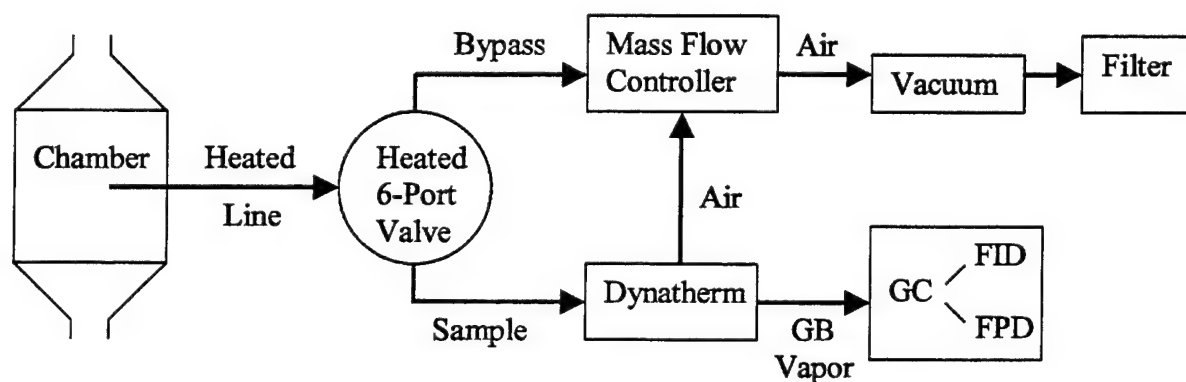 Chamber
Heated
Line
Heated
6-Port
Valve
Bypass
Sample
Mass Flow
Controller
Air
Vacuum
Filter
Air
Dynatherm
GB
Vapor
GC
FID
FPD